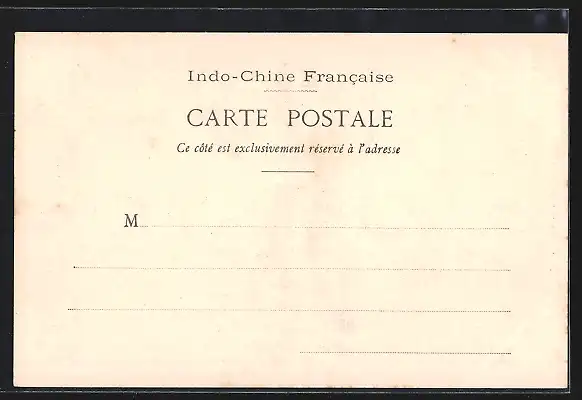 Indo-Chine Française
CARTE POSTALE
Ce côté est exclusivement réservé à l'adresse
M